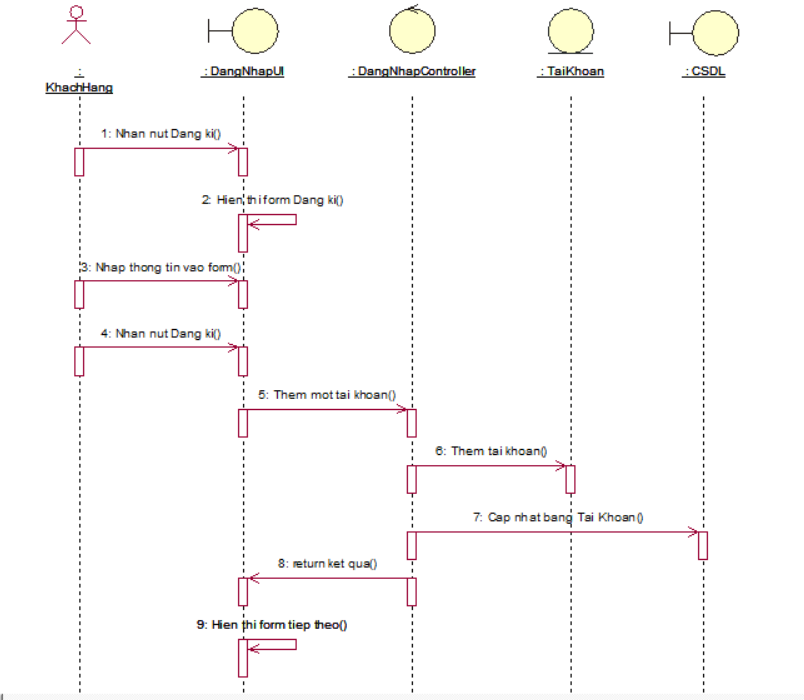 :
KhachHang
: DangNhapUI
: DangNhapController
: TaiKhoan
: CSDL
1: Nhan nut Dang ki()
2: Hien thi form Dang ki()
3: Nhap thong tin vao form()
4: Nhan nut Dang ki()
5: Them mot tai khoan()
6: Them tai khoan()
7: Cap nhat bang Tai Khoan()
8: return ket qua()
9: Hien thi form tiep theo()